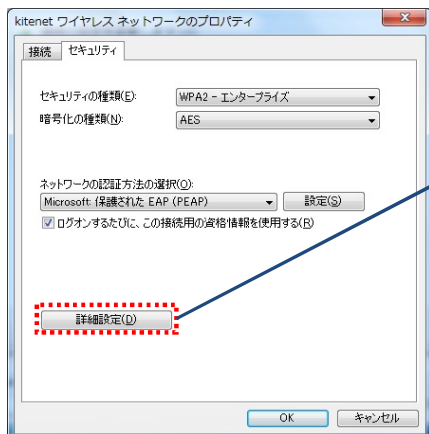 kitenet ワイヤレス ネットワークのプロパティ
接続 セキュリティ
セキュリティの種類(E): WPA2 - エンタープライズ
暗号化の種類(N): AES
ネットワークの認証方法の選択(O):
Microsoft: 保護された EAP (PEAP) 設定(S)
ログオンするたびに、この接続用の資格情報を使用する(R)
詳細設定(D)
OK キャンセル